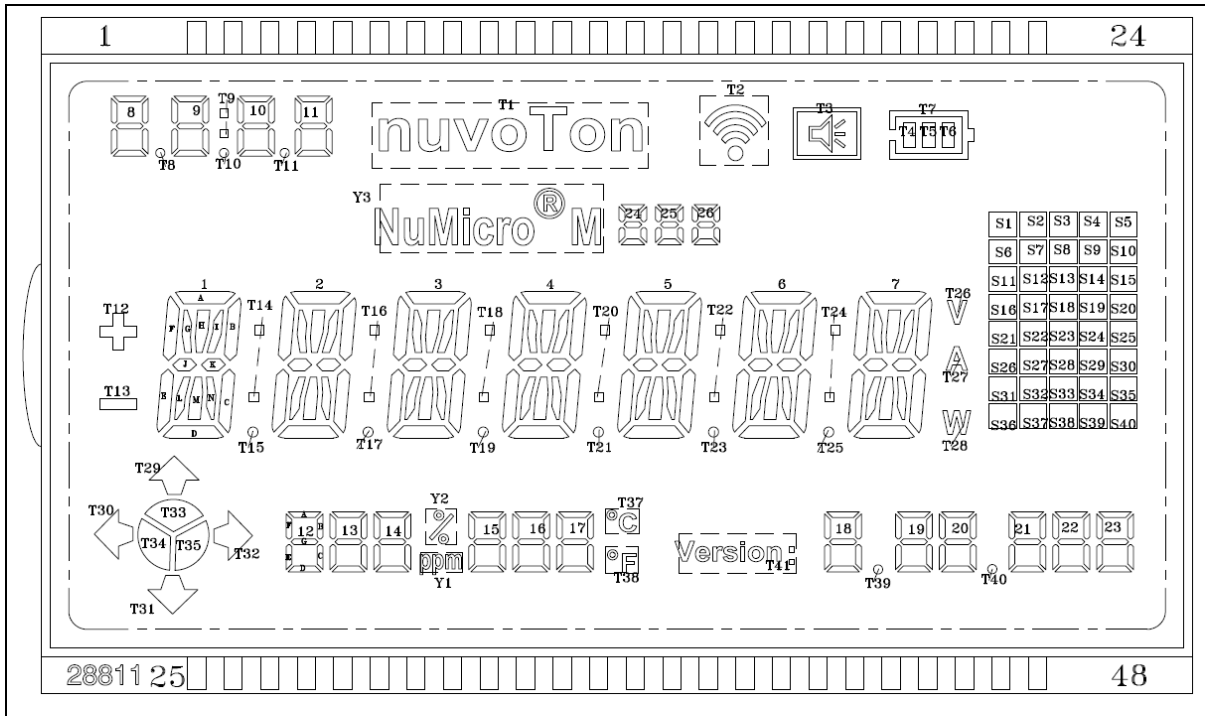 1 24
T9 T1 T2 T3 T7
8 9 10 11 nuvoTon T4 T5 T6
T8 T10 T11
Y3 NuMicro® M 24 25 26
S1 S2 S3 S4 S5
S6 S7 S8 S9 S10
S11 S12 S13 S14 S15
S16 S17 S18 S19 S20
S21 S22 S23 S24 S25
S26 S27 S28 S29 S30
S31 S32 S33 S34 S35
S36 S37 S38 S39 S40
1 2 3 4 5 6 7
T12 A T14 T16 T18 T20 T22 T24 T26
F G H I B V
J K A
T13 E L M N C T27
D W
T15 T17 T19 T21 T23 T25 T28
T29
T30 T33 T34 T35 T32
T31
A F 12 B G E C D 13 14
Y2 % ppm Y1
15 16 17
T37 °C °F T38
Version: T41
18 19 20 21 22 23
T39 T40
28811 25 48